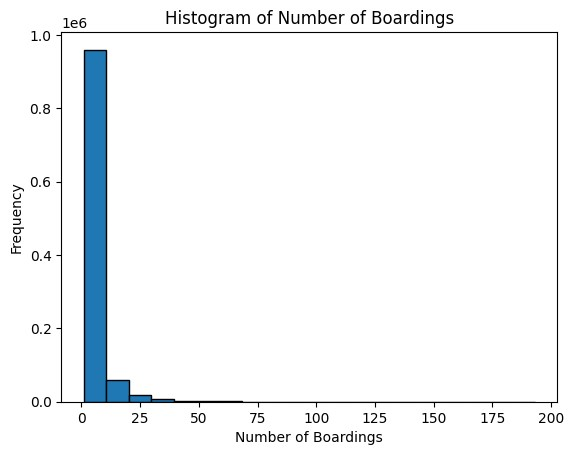 Histogram of Number of Boardings
1e6
1.0
0.8
0.6
0.4
0.2
0.0
Frequency
0 25 50 75 100 125 150 175 200
Number of Boardings